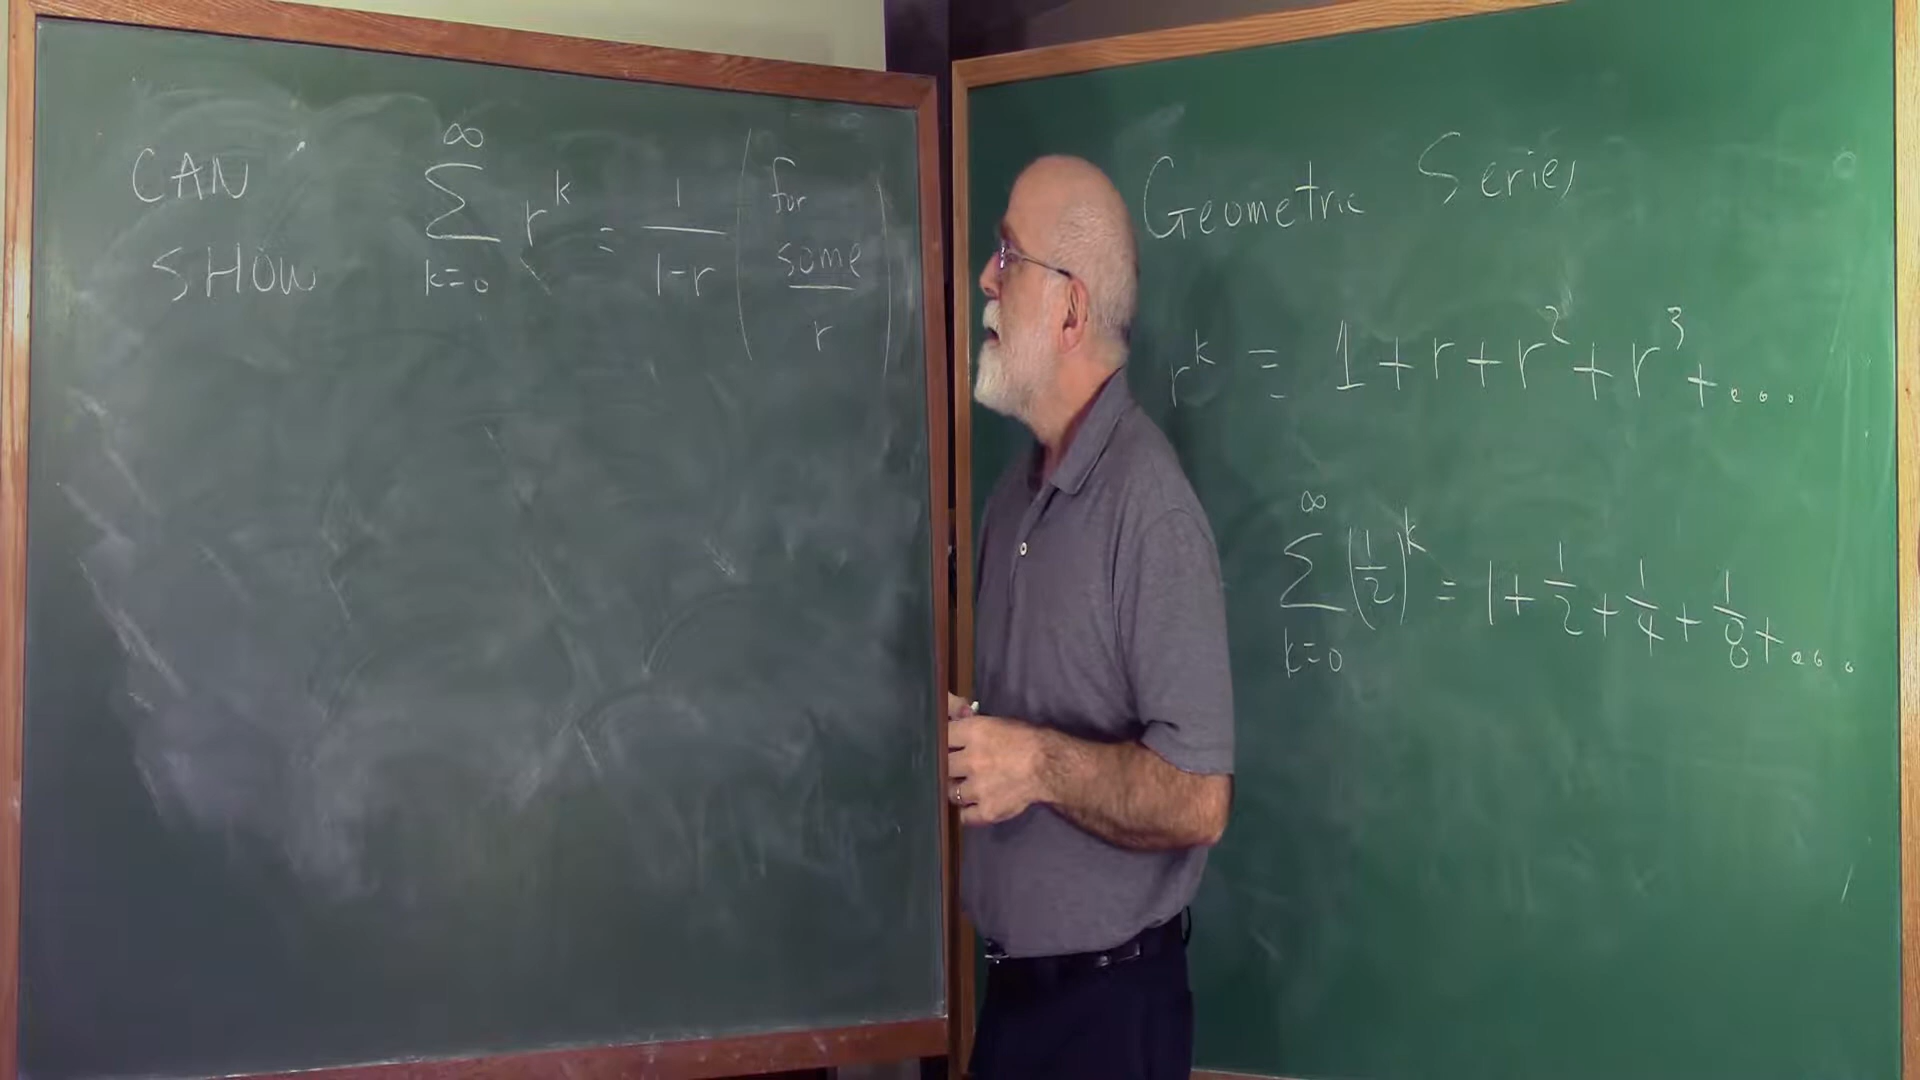 CAN SHOW ∑_{k=0}^{∞} r^k = 1/(1-r) (for some r)
Geometric Series
r^k = 1 + r + r^2 + r^3 + ...
∑_{k=0}^{∞} (1/2)^k = 1 + 1/2 + 1/4 + 1/8 + ...